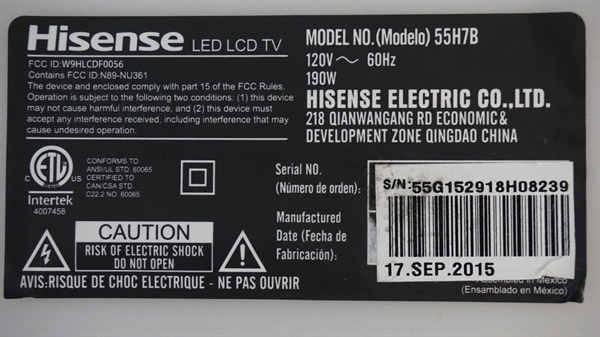 Hisense LED LCD TV
FCC ID:W9HLCDF0056
Contains FCC ID:N89-NU361
The device and enclosed comply with part 15 of the FCC Rules.
Operation is subject to the following two conditions: (1) this device
may not cause harmful interference, and (2) this device must
accept any interference received, including interference that may
cause undesired operation.
MODEL NO.(Modelo) 55H7B
120V ～ 60Hz
190W
HISENSE ELECTRIC CO.,LTD.
218 QIANWANGANG RD ECONOMIC&
DEVELOPMENT ZONE QINGDAO CHINA
ETL
C US
LISTED
Intertek
4007458
CONFORMS TO
ANSI/UL STD. 60065
CERTIFIED TO
CAN/CSA STD.
C22.2 NO. 60065
Serial NO.
(Número de orden):
Manufactured
Date (Fecha de
Fabricación):
S/N: 55G152918H08239
17.SEP.2015
CAUTION
RISK OF ELECTRIC SHOCK
DO NOT OPEN
AVIS:RISQUE DE CHOC ELECTRIQUE - NE PAS OUVRIR
Assembled in Mexico
(Ensamblado en México)